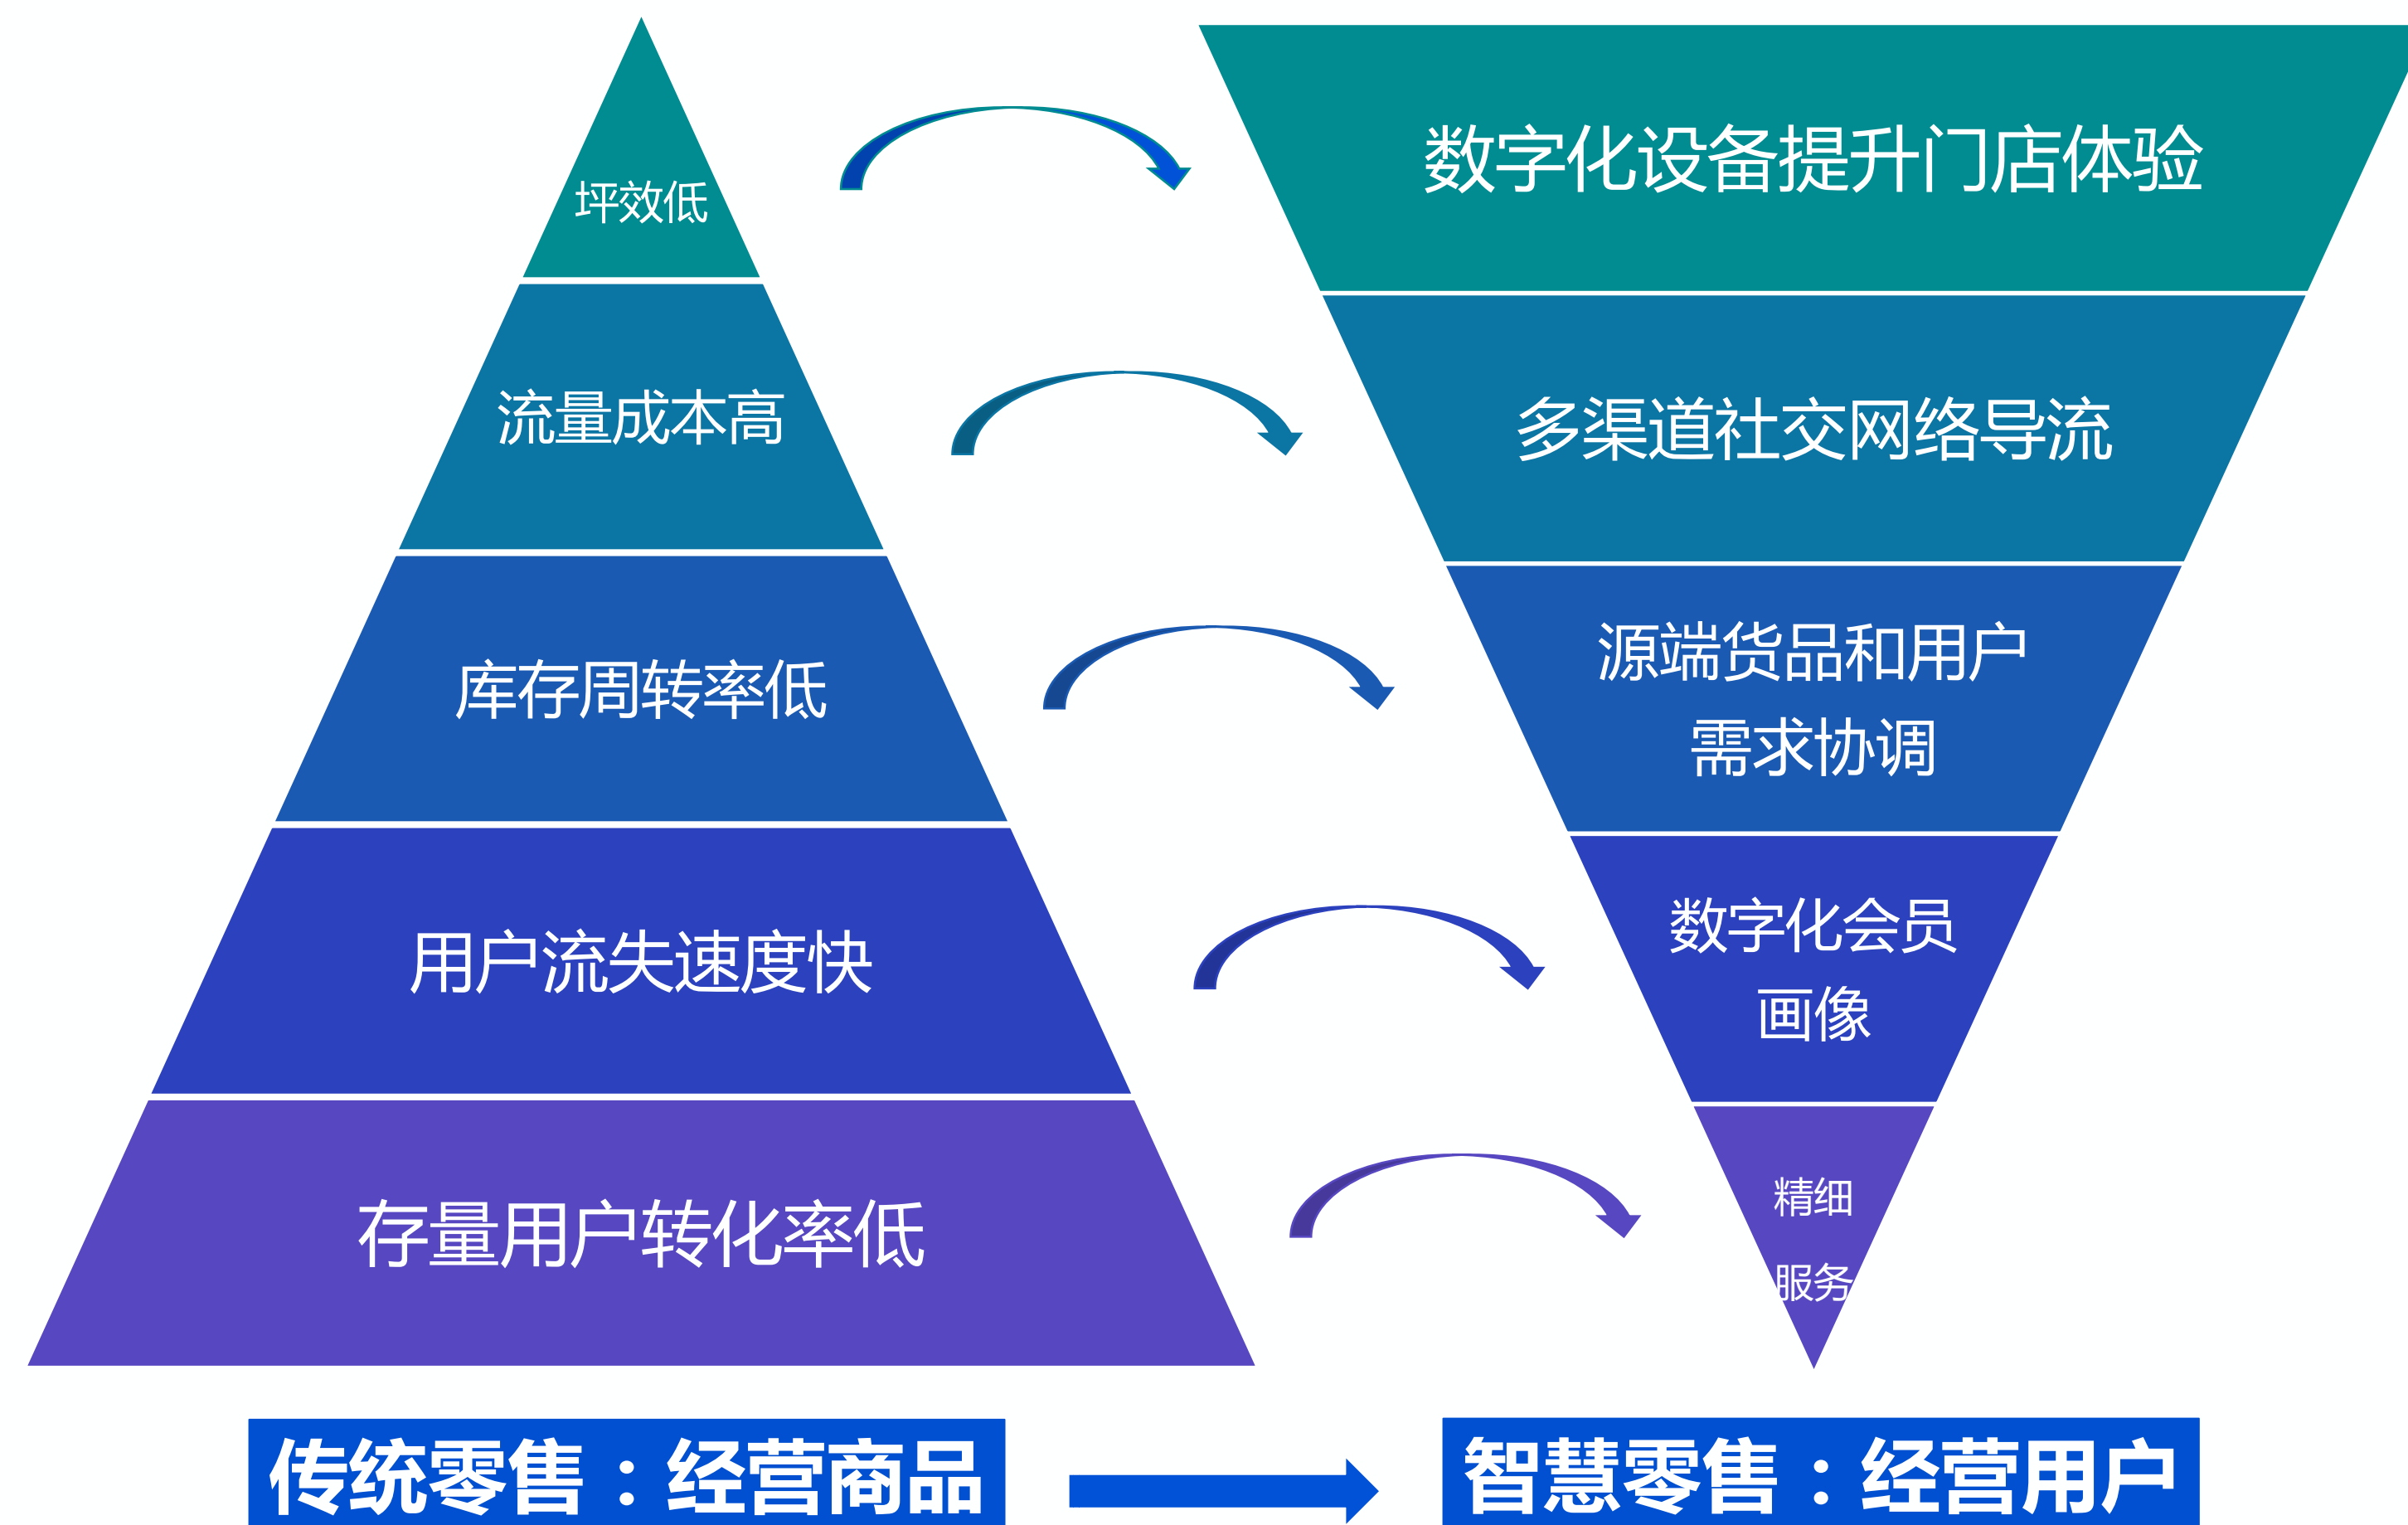 坪效低
流量成本高
库存周转率低
用户流失速度快
存量用户转化率低
数字化设备提升门店体验
多渠道社交网络导流
源端货品和用户
需求协调
数字化会员
画像
精细
服务
传统零售：经营商品
智慧零售：经营用户